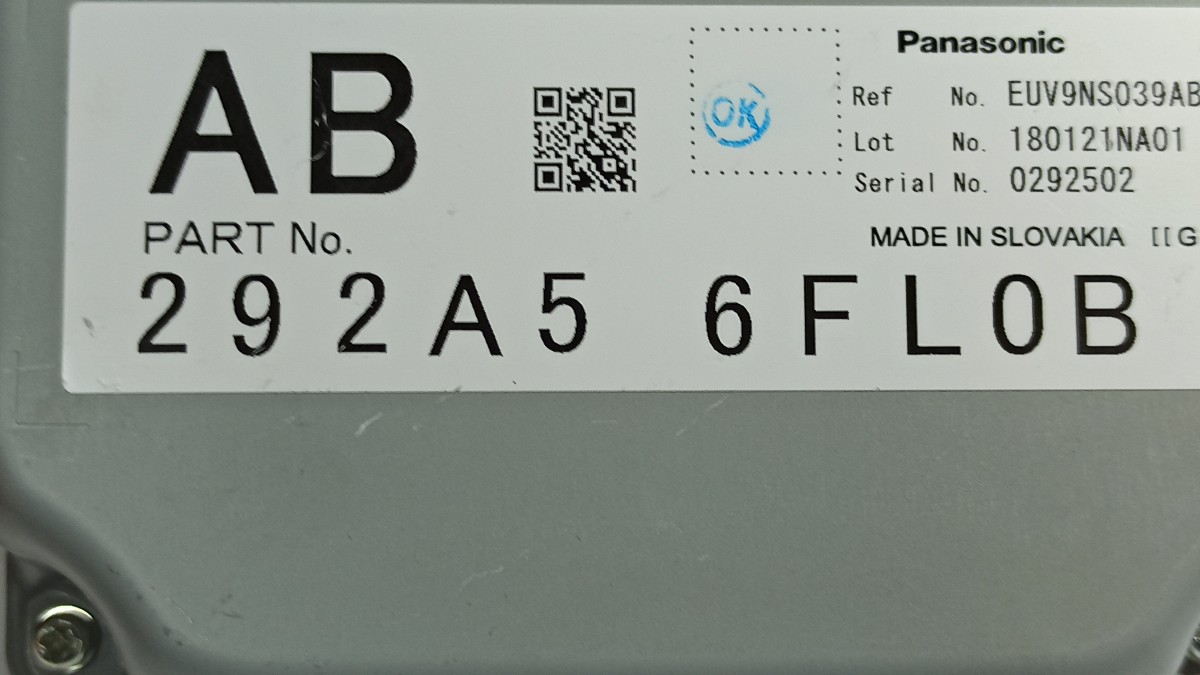 AB
OK
Panasonic
Ref No. EUV9NS039AB
Lot No. 180121NA01
Serial No. 0292502
MADE IN SLOVAKIA [[G
PART No.
292A5 6FL0B